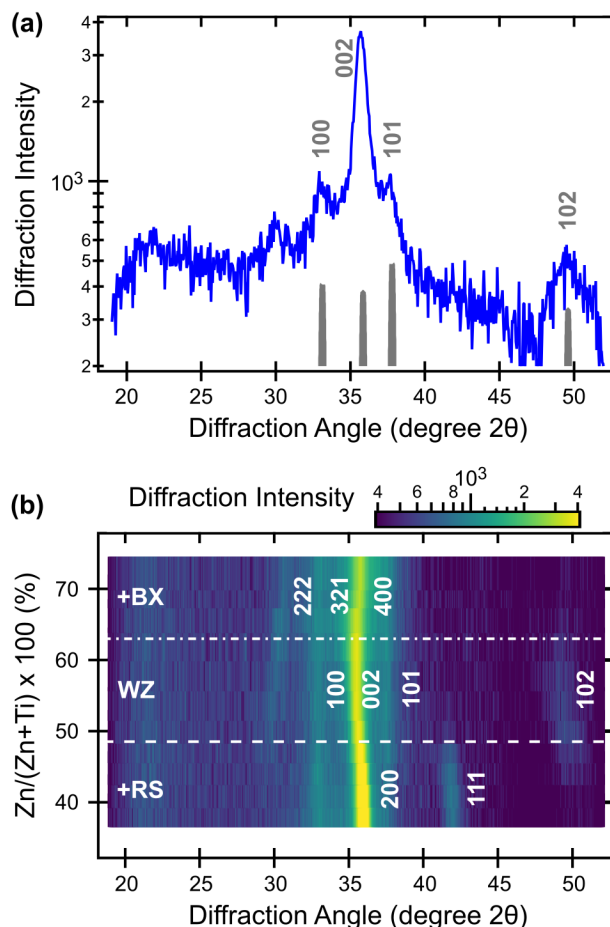 (a)
4
3
2
10³
9
8
7
6
5
4
3
2
Diffraction Intensity
100
002
101
102
20 25 30 35 40 45 50
Diffraction Angle (degree 2θ)
(b)
Diffraction Intensity
4 6 8 10³ 2 4
Zn/(Zn+Ti) x 100 (%)
70
60
50
40
+BX
222 321 400
WZ
100 002 101 102
+RS
200 111
20 25 30 35 40 45 50
Diffraction Angle (degree 2θ)